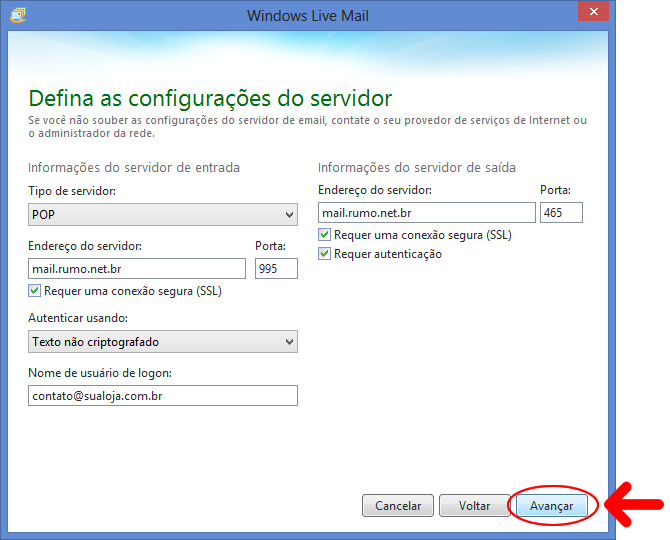 Windows Live Mail
Defina as configurações do servidor
Se você não souber as configurações do servidor de email, contate o seu provedor de serviços de Internet ou
o administrador da rede.
Informações do servidor de entrada
Tipo de servidor:
POP
Endereço do servidor: Porta:
mail.rumo.net.br 995
Requer uma conexão segura (SSL)
Autenticar usando:
Texto não criptografado
Nome de usuário de logon:
contato@sualoja.com.br
Informações do servidor de saída
Endereço do servidor: Porta:
mail.rumo.net.br 465
Requer uma conexão segura (SSL)
Requer autenticação
Cancelar Voltar Avançar